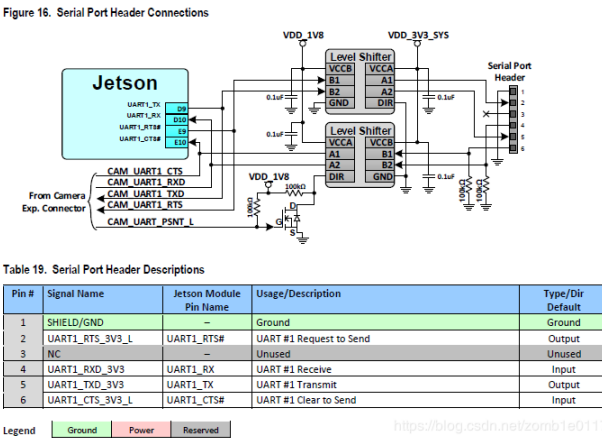 Figure 16. Serial Port Header Connections
VDD_1V8
VDD_3V3_SYS
Level Shifter
VCCB VCCA
B1 A1
B2 A2
GND DIR
0.1uF
0.1uF
Serial Port
Header
1
2
3
4
5
6
Jetson
UART1_TX D9
UART1_RX D10
UART1_RTS# E9
UART1_CTS# E10
0.1uF
Level Shifter
VCCA VCCB
A1 B1
A2 B2
DIR GND
0.1uF
CAM_UART1_CTS
CAM_UART1_RXD
CAM_UART1_TXD
CAM_UART1_RTS
CAM_UART_PSNT_L
From Camera
Exp. Connector
VDD_1V8
100kΩ
100kΩ
100kΩ
100kΩ
D
G
S
Table 19. Serial Port Header Descriptions
Pin # Signal Name Jetson Module Pin Name Usage/Description Type/Dir Default
1 SHIELD/GND – Ground Ground
2 UART1_RTS_3V3_L UART1_RTS# UART #1 Request to Send Output
3 NC – Unused Unused
4 UART1_RXD_3V3 UART1_RX UART #1 Receive Input
5 UART1_TXD_3V3 UART1_TX UART #1 Transmit Output
6 UART1_CTS_3V3_L UART1_CTS# UART #1 Clear to Send Input
Legend Ground Power Reserved